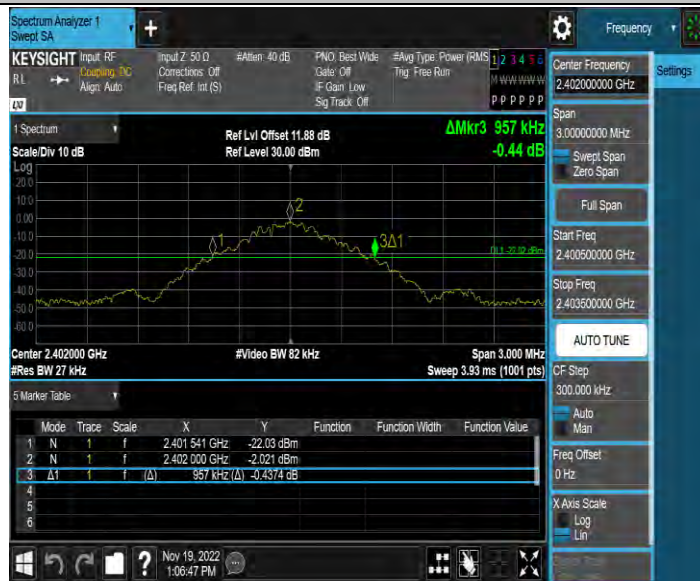 Spectrum Analyzer 1
Swept SA
+
Frequency
KEYSIGHT Input: RF
RL Coupling: DC
Align: Auto
Input Z: 50 Ω
Corrections: Off
Freq Ref: Int (S)
#Atten: 40 dB
PNO: Best Wide
Gate: Off
IF Gain: Low
Sig Track: Off
#Avg Type: Power (RMS
Trig: Free Run
1 2 3 4 5 6
M W W W W W
P P P P P P
LXI
1 Spectrum
Scale/Div 10 dB
Ref Lvl Offset 11.88 dB
Ref Level 30.00 dBm
ΔMkr3 957 kHz
-0.44 dB
Log
20.0
10.0
0.00
-10.0
-20.0
-30.0
-40.0
-50.0
-60.0
2
1
3Δ1
DL1 -22.02 dBm
Center 2.402000 GHz
#Video BW 82 kHz
Span 3.000 MHz
#Res BW 27 kHz
Sweep 3.93 ms (1001 pts)
5 Marker Table
Mode Trace Scale X Y Function Function Width Function Value
1 N 1 f 2.401 541 GHz -22.03 dBm
2 N 1 f 2.402 000 GHz -2.021 dBm
3 Δ1 1 f (Δ) 957 kHz (Δ) -0.4374 dB
4
5
6
Nov 19, 2022
1:06:47 PM
?
Settings
Center Frequency
2.402000000 GHz
Span
3.00000000 MHz
Swept Span
Zero Span
Full Span
Start Freq
2.400500000 GHz
Stop Freq
2.403500000 GHz
AUTO TUNE
CF Step
300.000 kHz
Auto
Man
Freq Offset
0 Hz
X Axis Scale
Log
Lin